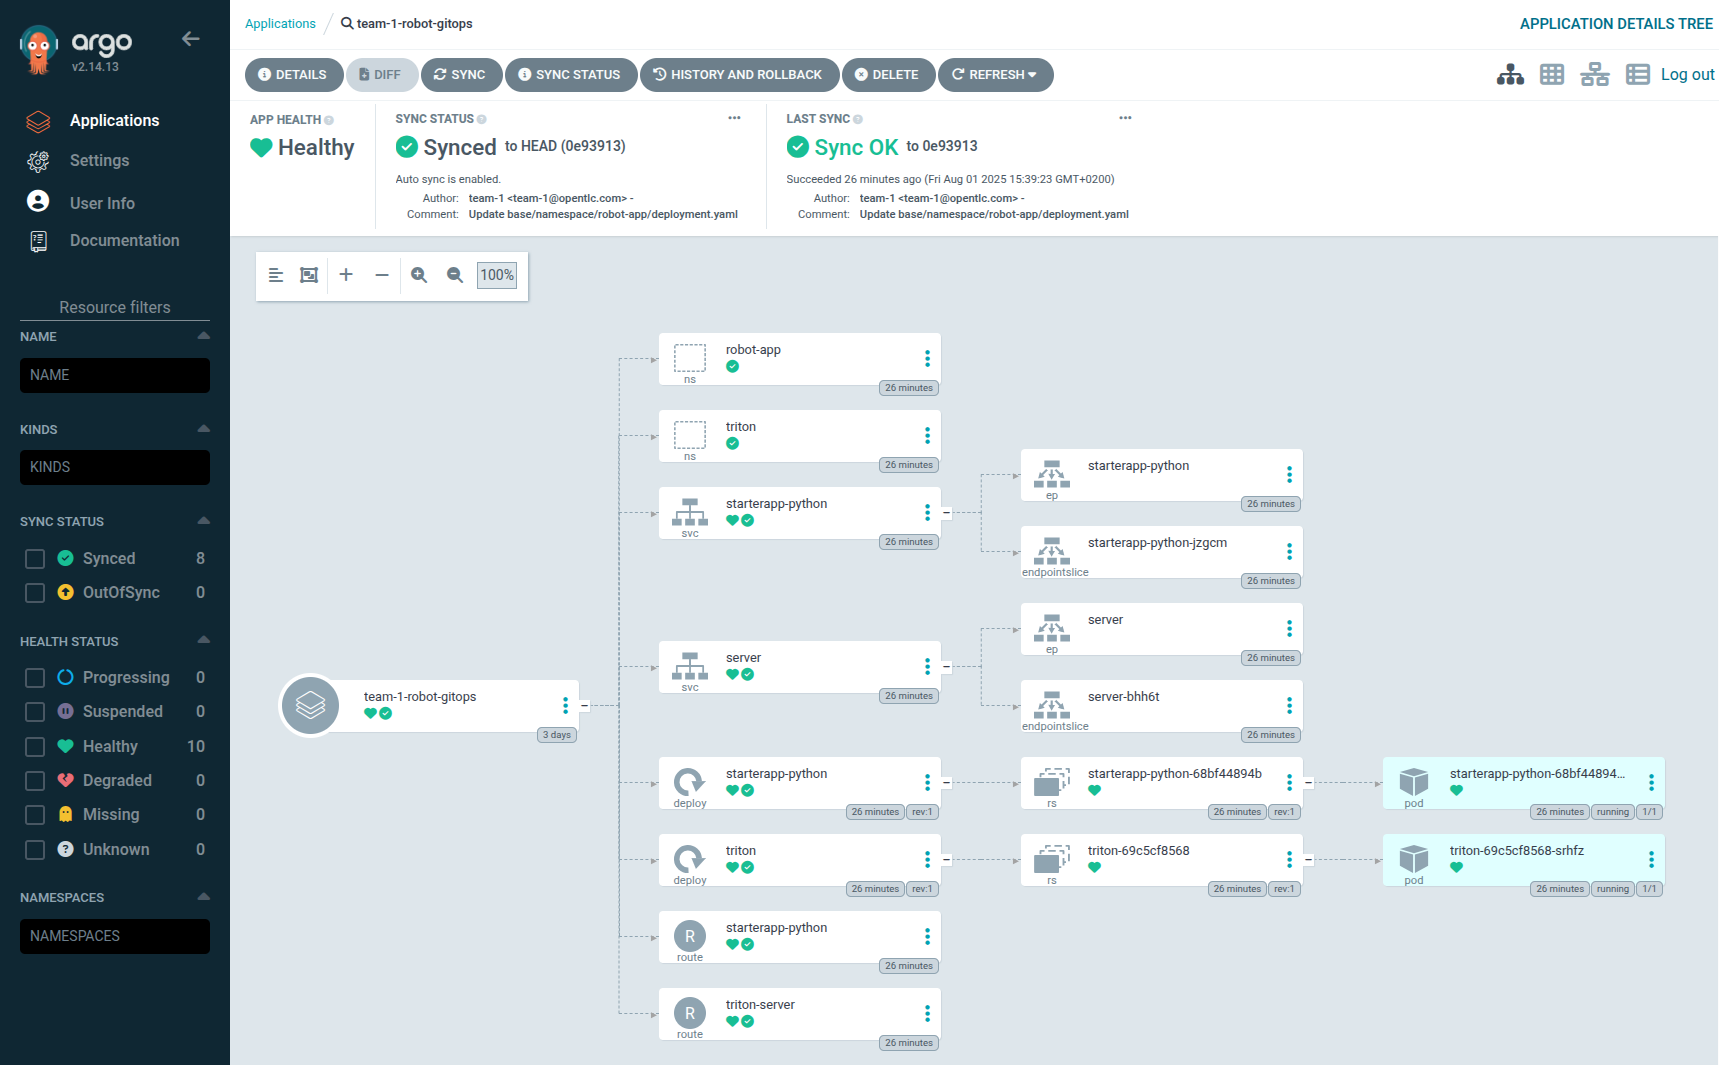 argo
v2.14.13
Applications
Settings
User Info
Documentation
Resource filters
NAME
NAME
KINDS
KINDS
SYNC STATUS
Synced 8
OutOfSync 0
HEALTH STATUS
Progressing 0
Suspended 0
Healthy 10
Degraded 0
Missing 0
Unknown 0
NAMESPACES
NAMESPACES
Applications / team-1-robot-gitops
APPLICATION DETAILS TREE
DETAILS DIFF SYNC SYNC STATUS HISTORY AND ROLLBACK DELETE REFRESH
Log out
APP HEALTH
Healthy
SYNC STATUS
Synced to HEAD (0e93913)
Auto sync is enabled.
Author: team-1 <team-1@opentlc.com> -
Comment: Update base/namespace/robot-app/deployment.yaml
LAST SYNC
Sync OK to 0e93913
Succeeded 26 minutes ago (Fri Aug 01 2025 15:39:23 GMT+0200)
Author: team-1 <team-1@opentlc.com> -
Comment: Update base/namespace/robot-app/deployment.yaml
100%
team-1-robot-gitops
3 days
robot-app
ns
26 minutes
triton
ns
26 minutes
starterapp-python
svc
26 minutes
starterapp-python
ep
26 minutes
starterapp-python-jzgcm
endpointslice
26 minutes
server
svc
26 minutes
server
ep
26 minutes
server-bhh6t
endpointslice
26 minutes
starterapp-python
deploy
26 minutes rev:1
starterapp-python-68bf44894b
rs
26 minutes rev:1
starterapp-python-68bf44894...
pod
26 minutes running 1/1
triton
deploy
26 minutes rev:1
triton-69c5cf8568
rs
26 minutes rev:1
triton-69c5cf8568-srhfz
pod
26 minutes running 1/1
starterapp-python
R
route
26 minutes
triton-server
R
route
26 minutes